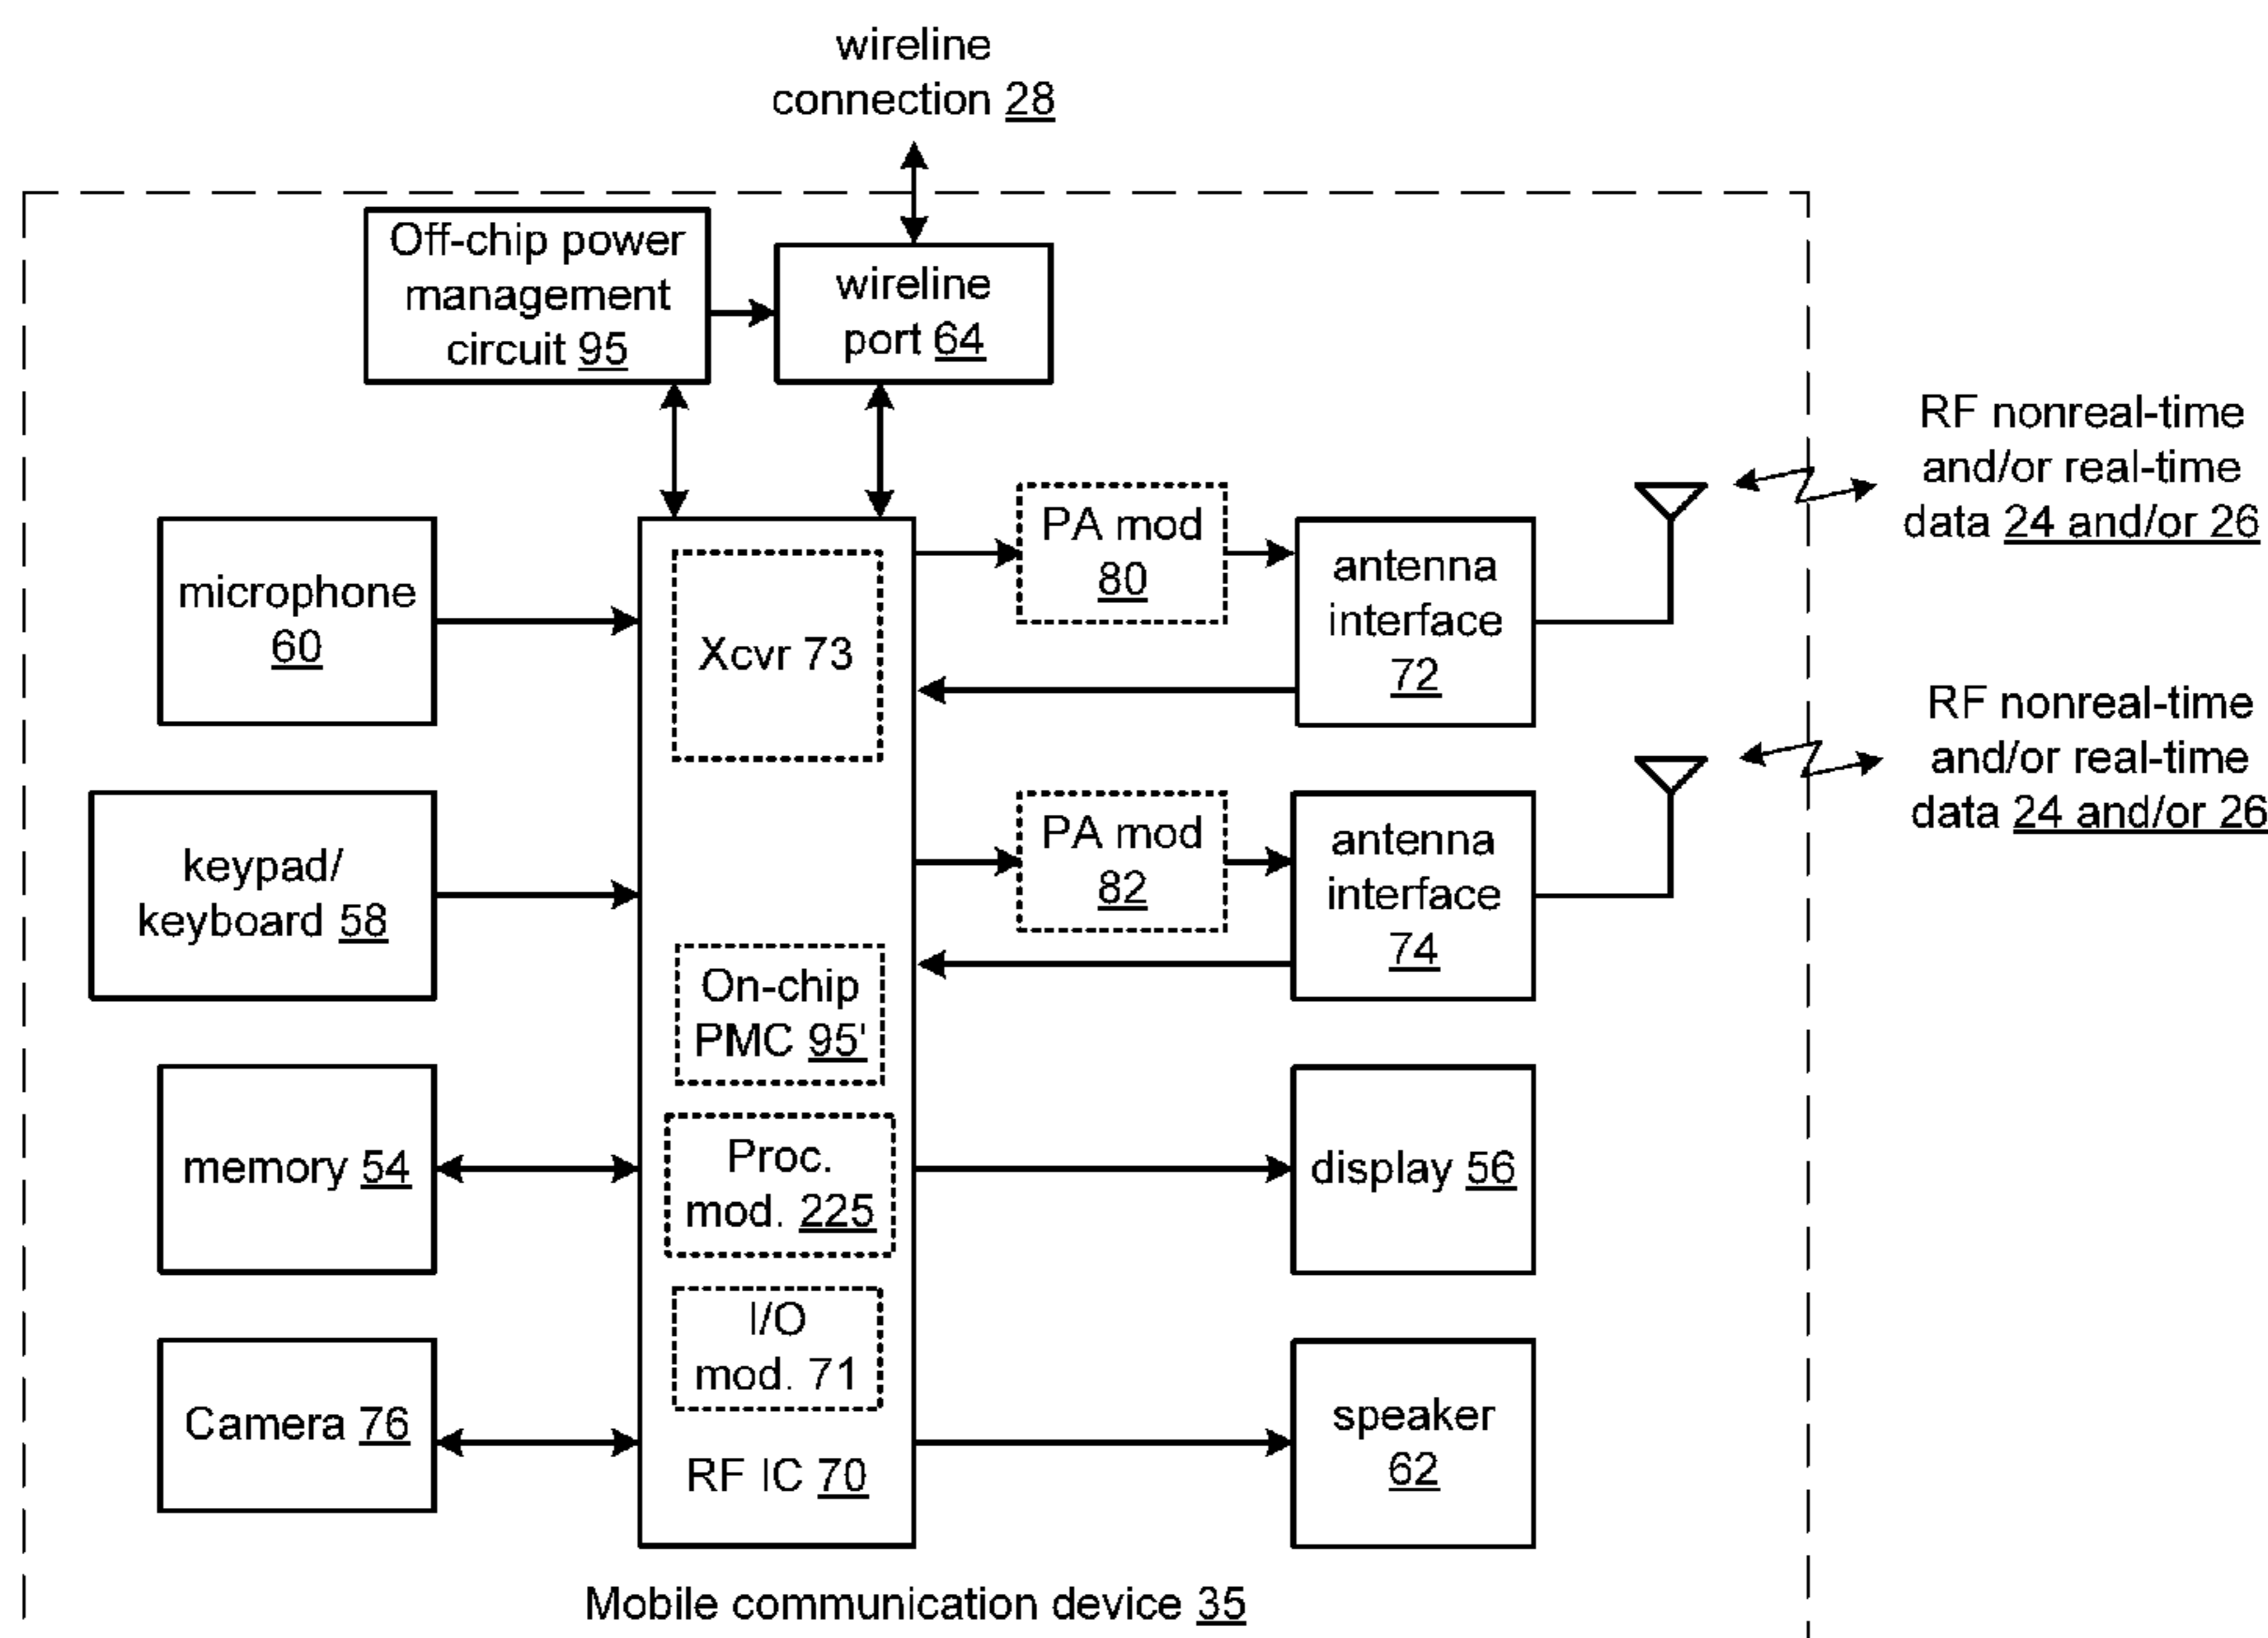 wireline
connection 28
Off-chip power
management
circuit 95
wireline
port 64
RF nonreal-time
and/or real-time
data 24 and/or 26
microphone
60
Xcvr 73
PA mod
80
antenna
interface
72
RF nonreal-time
and/or real-time
data 24 and/or 26
keypad/
keyboard 58
PA mod
82
antenna
interface
74
On-chip
PMC 95'
memory 54
Proc.
mod. 225
display 56
I/O
mod. 71
Camera 76
RF IC 70
speaker
62
Mobile communication device 35